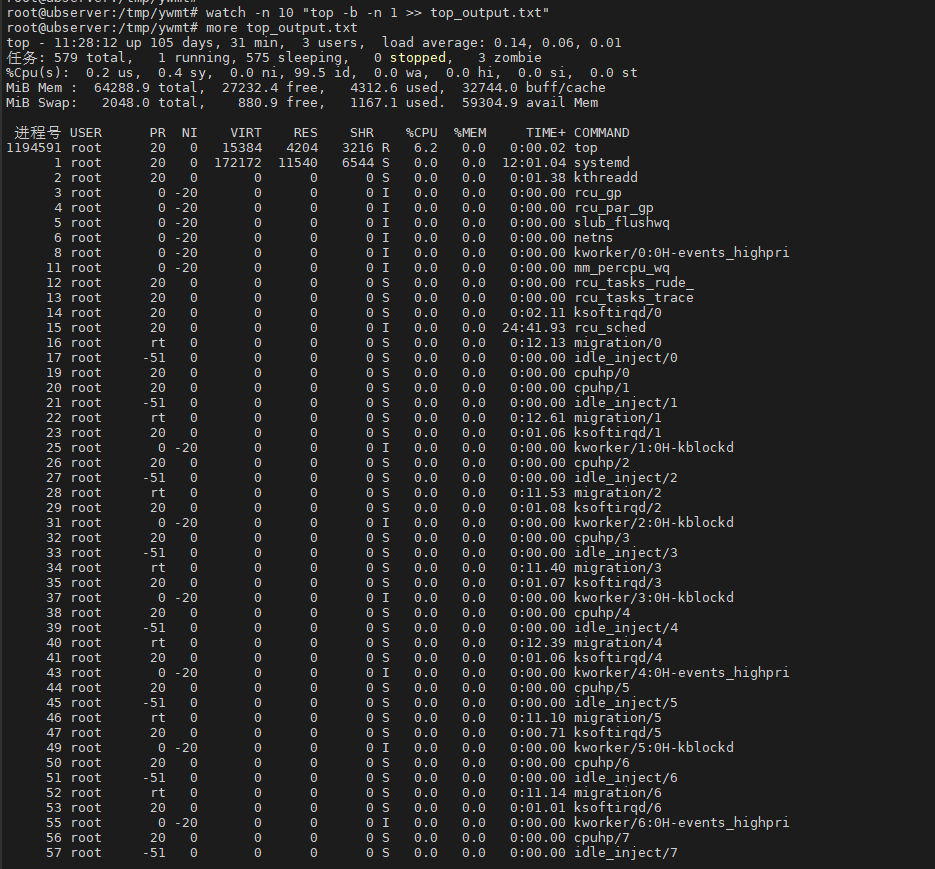 root@ubserver:/tmp/ywmt# watch -n 10 "top -b -n 1 >> top_output.txt"
root@ubserver:/tmp/ywmt# more top_output.txt
top - 11:28:12 up 105 days, 31 min,  3 users,  load average: 0.14, 0.06, 0.01
任务: 579 total,   1 running, 575 sleeping,   0 stopped,   3 zombie
%Cpu(s):  0.2 us,  0.4 sy,  0.0 ni, 99.5 id,  0.0 wa,  0.0 hi,  0.0 si,  0.0 st
MiB Mem :  64288.9 total,  27232.4 free,   4312.6 used,  32744.0 buff/cache
MiB Swap:   2048.0 total,    880.9 free,   1167.1 used.  59304.9 avail Mem
进程号 USER      PR  NI    VIRT    RES    SHR    %CPU  %MEM     TIME+ COMMAND
1194591 root      20   0   15384   4204   3216 R   6.2   0.0   0:00.02 top
1 root      20   0  172172  11540   6544 S   0.0   0.0  12:01.04 systemd
2 root      20   0       0      0      0 S   0.0   0.0   0:01.38 kthreadd
3 root       0 -20       0      0      0 I   0.0   0.0   0:00.00 rcu_gp
4 root       0 -20       0      0      0 I   0.0   0.0   0:00.00 rcu_par_gp
5 root       0 -20       0      0      0 I   0.0   0.0   0:00.00 slub_flushwq
6 root       0 -20       0      0      0 I   0.0   0.0   0:00.00 netns
8 root       0 -20       0      0      0 I   0.0   0.0   0:00.00 kworker/0:0H-events_highpri
11 root       0 -20       0      0      0 I   0.0   0.0   0:00.00 mm_percpu_wq
12 root      20   0       0      0      0 S   0.0   0.0   0:00.00 rcu_tasks_rude_
13 root      20   0       0      0      0 S   0.0   0.0   0:00.00 rcu_tasks_trace
14 root      20   0       0      0      0 S   0.0   0.0   0:02.11 ksoftirqd/0
15 root      20   0       0      0      0 I   0.0   0.0  24:41.93 rcu_sched
16 root      rt   0       0      0      0 S   0.0   0.0   0:12.13 migration/0
17 root     -51   0       0      0      0 S   0.0   0.0   0:00.00 idle_inject/0
19 root      20   0       0      0      0 S   0.0   0.0   0:00.00 cpuhp/0
20 root      20   0       0      0      0 S   0.0   0.0   0:00.00 cpuhp/1
21 root     -51   0       0      0      0 S   0.0   0.0   0:00.00 idle_inject/1
22 root      rt   0       0      0      0 S   0.0   0.0   0:12.61 migration/1
23 root      20   0       0      0      0 S   0.0   0.0   0:01.06 ksoftirqd/1
25 root       0 -20       0      0      0 I   0.0   0.0   0:00.00 kworker/1:0H-kblockd
26 root      20   0       0      0      0 S   0.0   0.0   0:00.00 cpuhp/2
27 root     -51   0       0      0      0 S   0.0   0.0   0:00.00 idle_inject/2
28 root      rt   0       0      0      0 S   0.0   0.0   0:11.53 migration/2
29 root      20   0       0      0      0 S   0.0   0.0   0:01.08 ksoftirqd/2
31 root       0 -20       0      0      0 I   0.0   0.0   0:00.00 kworker/2:0H-kblockd
32 root      20   0       0      0      0 S   0.0   0.0   0:00.00 cpuhp/3
33 root     -51   0       0      0      0 S   0.0   0.0   0:00.00 idle_inject/3
34 root      rt   0       0      0      0 S   0.0   0.0   0:11.40 migration/3
35 root      20   0       0      0      0 S   0.0   0.0   0:01.07 ksoftirqd/3
37 root       0 -20       0      0      0 I   0.0   0.0   0:00.00 kworker/3:0H-kblockd
38 root      20   0       0      0      0 S   0.0   0.0   0:00.00 cpuhp/4
39 root     -51   0       0      0      0 S   0.0   0.0   0:00.00 idle_inject/4
40 root      rt   0       0      0      0 S   0.0   0.0   0:12.39 migration/4
41 root      20   0       0      0      0 S   0.0   0.0   0:01.06 ksoftirqd/4
43 root       0 -20       0      0      0 I   0.0   0.0   0:00.00 kworker/4:0H-events_highpri
44 root      20   0       0      0      0 S   0.0   0.0   0:00.00 cpuhp/5
45 root     -51   0       0      0      0 S   0.0   0.0   0:00.00 idle_inject/5
46 root      rt   0       0      0      0 S   0.0   0.0   0:11.10 migration/5
47 root      20   0       0      0      0 S   0.0   0.0   0:00.71 ksoftirqd/5
49 root       0 -20       0      0      0 I   0.0   0.0   0:00.00 kworker/5:0H-kblockd
50 root      20   0       0      0      0 S   0.0   0.0   0:00.00 cpuhp/6
51 root     -51   0       0      0      0 S   0.0   0.0   0:00.00 idle_inject/6
52 root      rt   0       0      0      0 S   0.0   0.0   0:11.14 migration/6
53 root      20   0       0      0      0 S   0.0   0.0   0:01.01 ksoftirqd/6
55 root       0 -20       0      0      0 I   0.0   0.0   0:00.00 kworker/6:0H-events_highpri
56 root      20   0       0      0      0 S   0.0   0.0   0:00.00 cpuhp/7
57 root     -51   0       0      0      0 S   0.0   0.0   0:00.00 idle_inject/7